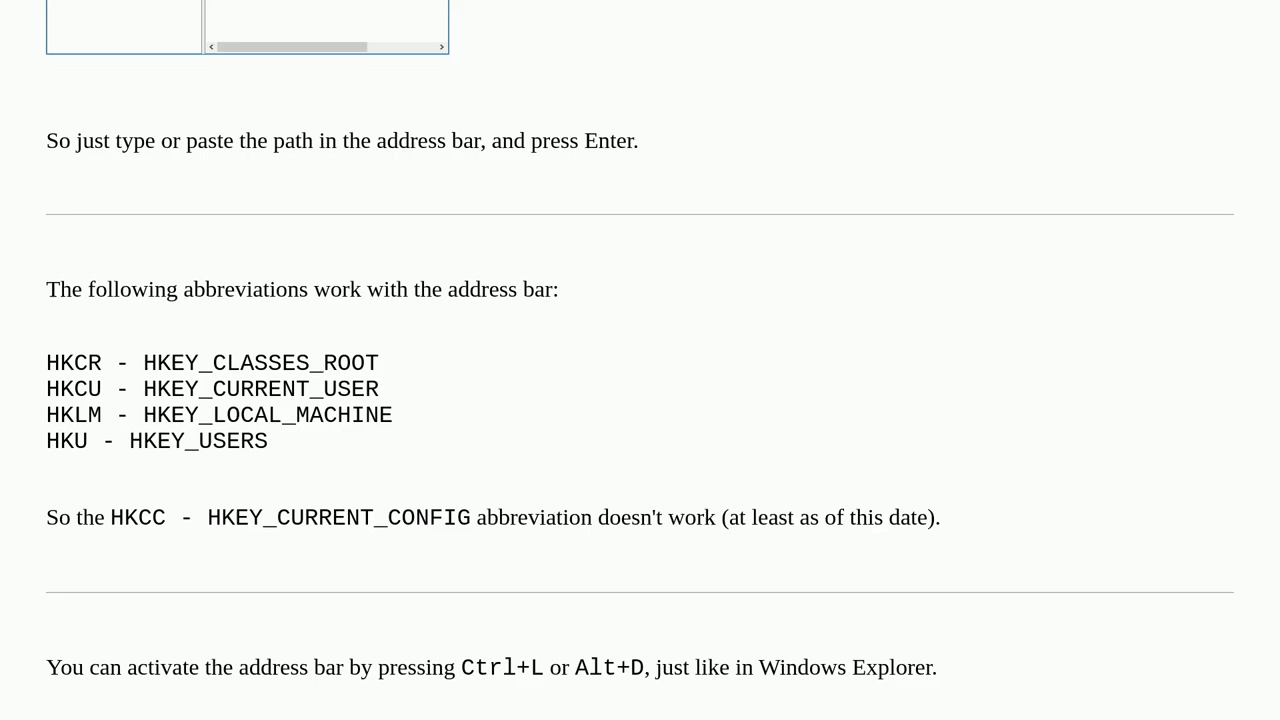 So just type or paste the path in the address bar, and press Enter.
The following abbreviations work with the address bar:
HKCR - HKEY_CLASSES_ROOT
HKCU - HKEY_CURRENT_USER
HKLM - HKEY_LOCAL_MACHINE
HKU - HKEY_USERS
So the HKCC - HKEY_CURRENT_CONFIG abbreviation doesn't work (at least as of this date).
You can activate the address bar by pressing Ctrl+L or Alt+D, just like in Windows Explorer.